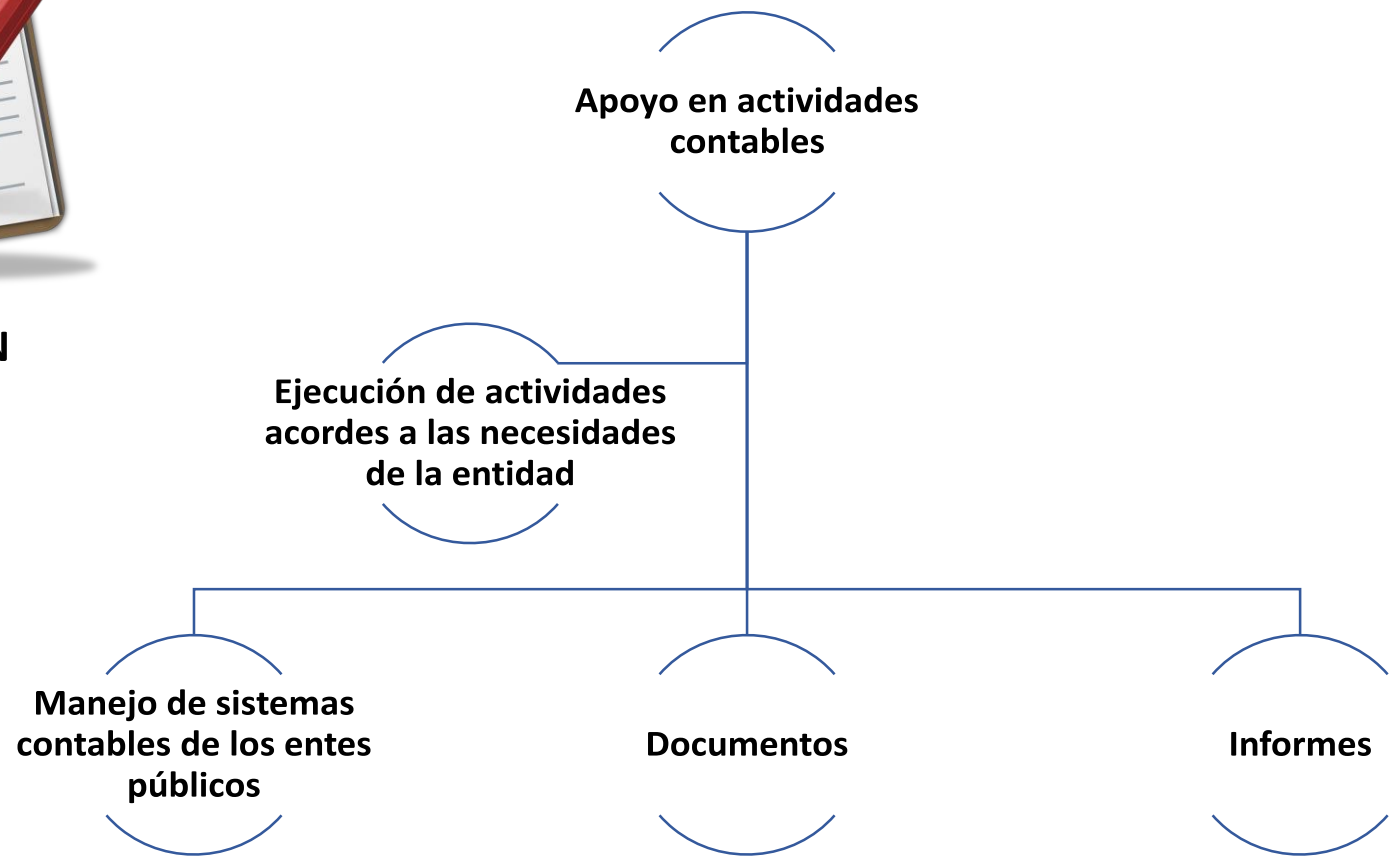 Apoyo en actividades
contables
N
Ejecución de actividades
acordes a las necesidades
de la entidad
Manejo de sistemas
contables de los entes
públicos
Documentos
Informes